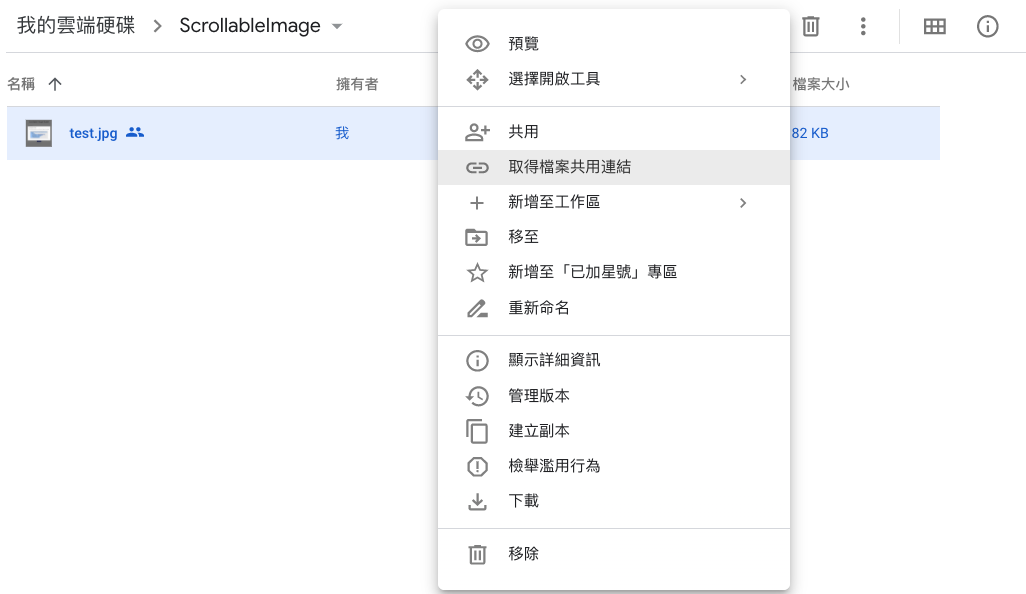 我的雲端硬碟 > ScrollableImage
名稱 擁有者 檔案大小
test.jpg 我 82 KB
預覽
選擇開啟工具
共用
取得檔案共用連結
新增至工作區
移至
新增至「已加星號」專區
重新命名
顯示詳細資訊
管理版本
建立副本
檢舉濫用行為
下載
移除